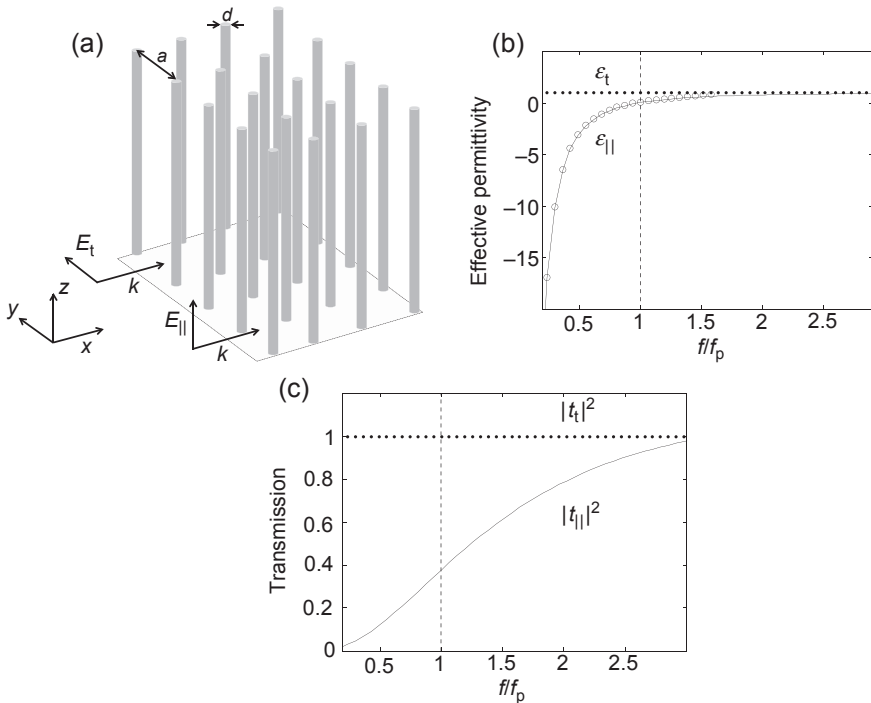 (a)
d
a
E_t
k
z
y
x
E_||
k
(b)
Effective permittivity
ε_t
ε_||
0
−5
−10
−15
0.5 1 1.5 2 2.5
f/f_p
(c)
Transmission
|t_t|^2
|t_|||^2
1
0.8
0.6
0.4
0.2
0
0.5 1 1.5 2 2.5
f/f_p